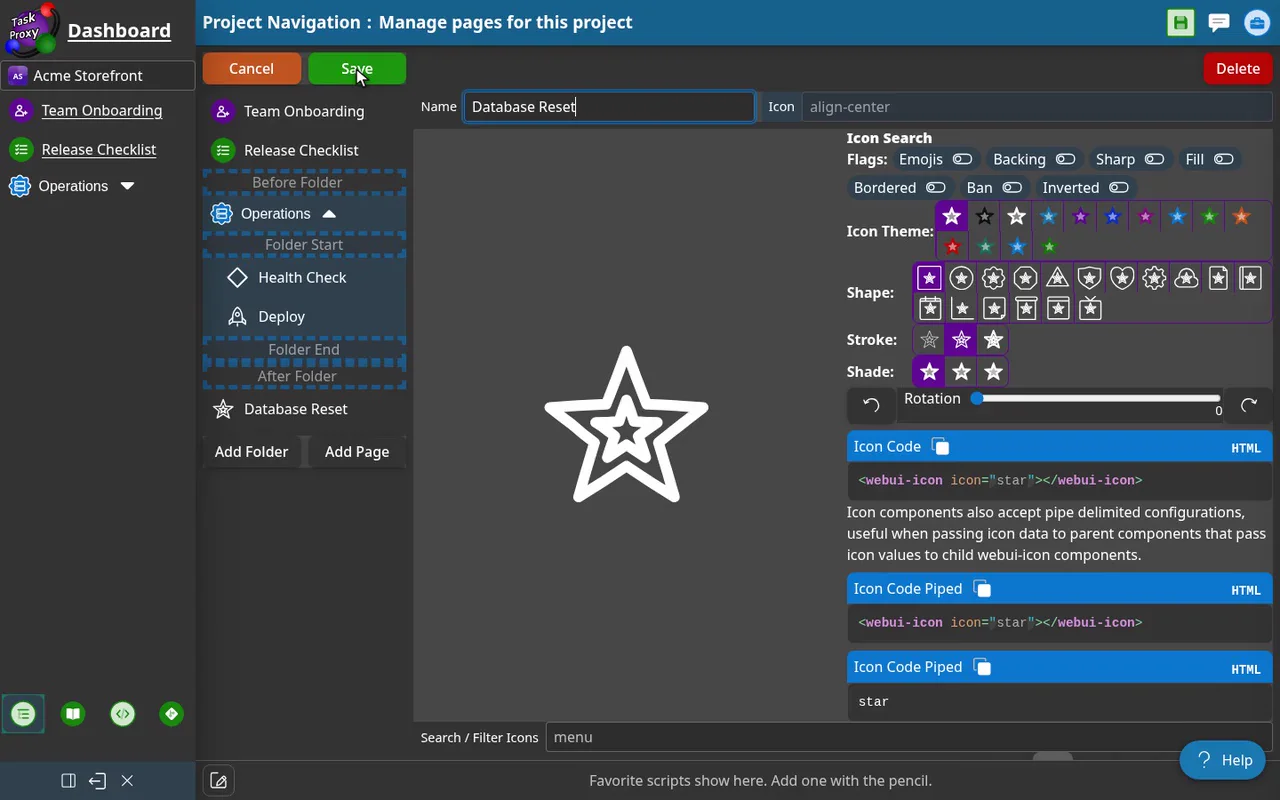 Task
Proxy
Dashboard
Project Navigation : Manage pages for this project
Cancel
Save
Delete
AS
Acme Storefront
Team Onboarding
Release Checklist
Operations
Team Onboarding
Release Checklist
Before Folder
Operations
Folder Start
Health Check
Deploy
Folder End
After Folder
Database Reset
Add Folder
Add Page
Name
Database Reset
Icon
align-center
Icon Search
Flags:
Emojis
Backing
Sharp
Fill
Bordered
Ban
Inverted
Icon Theme:
Shape:
Stroke:
Shade:
Rotation
0
Icon Code
HTML
<webui-icon icon="star"></webui-icon>
Icon components also accept pipe delimited configurations,
useful when passing icon data to parent components that pass
icon values to child webui-icon components.
Icon Code Piped
HTML
<webui-icon icon="star"></webui-icon>
Icon Code Piped
HTML
star
Search / Filter Icons
menu
Favorite scripts show here. Add one with the pencil.
? Help